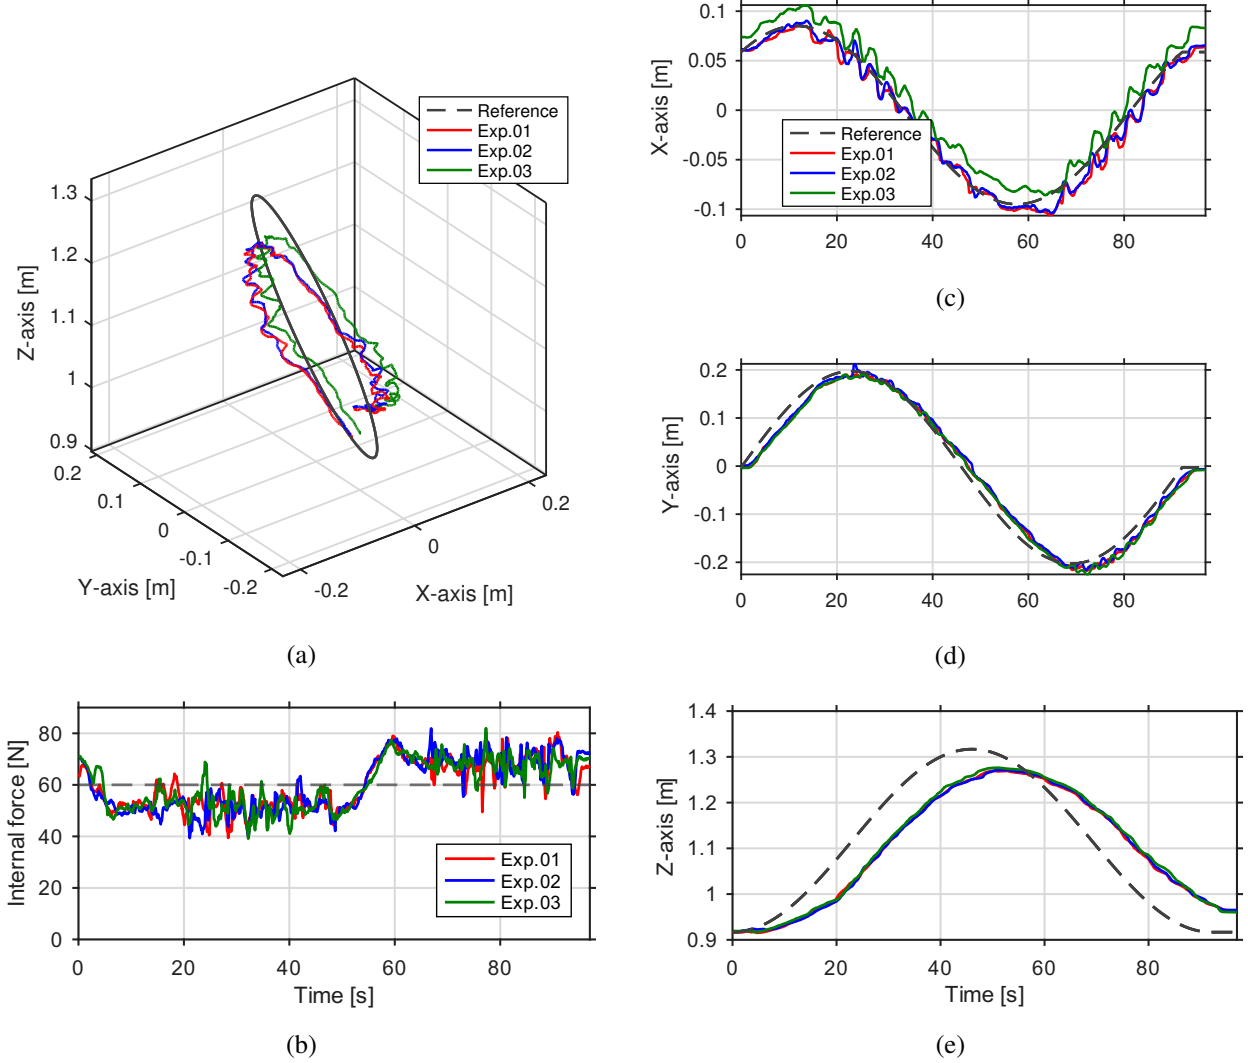 Reference
Exp.01
Exp.02
Exp.03
1.3
1.2
1.1
1
0.9
Z-axis [m]
0.2
0.1
0
-0.1
-0.2
Y-axis [m]
-0.2
0
0.2
X-axis [m]
(a)
0.1
0.05
0
-0.05
-0.1
X-axis [m]
Reference
Exp.01
Exp.02
Exp.03
0 20 40 60 80
(c)
0.2
0.1
0
-0.1
-0.2
Y-axis [m]
0 20 40 60 80
(d)
80
60
40
20
0
Internal force [N]
Exp.01
Exp.02
Exp.03
0 20 40 60 80
Time [s]
(b)
1.4
1.3
1.2
1.1
1
0.9
Z-axis [m]
0 20 40 60 80
Time [s]
(e)